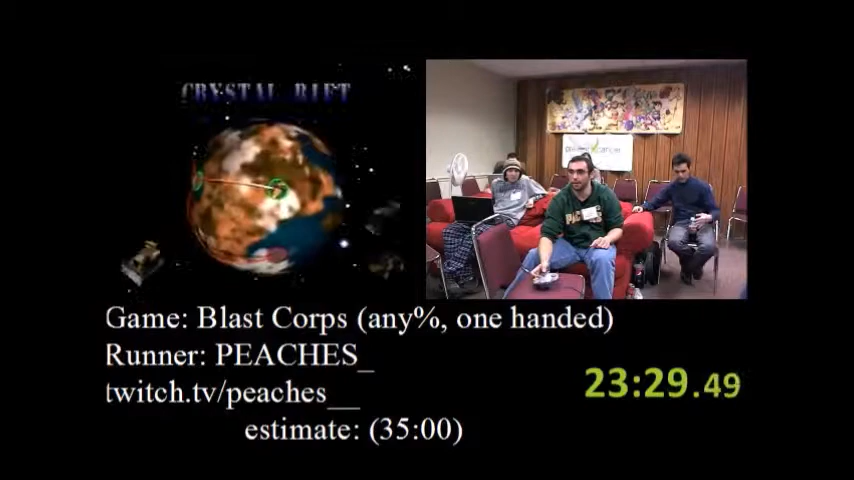 CRYSTAL RIFT
Game: Blast Corps (any%, one handed)
Runner: PEACHES_
twitch.tv/peaches__
23:29.49
estimate: (35:00)